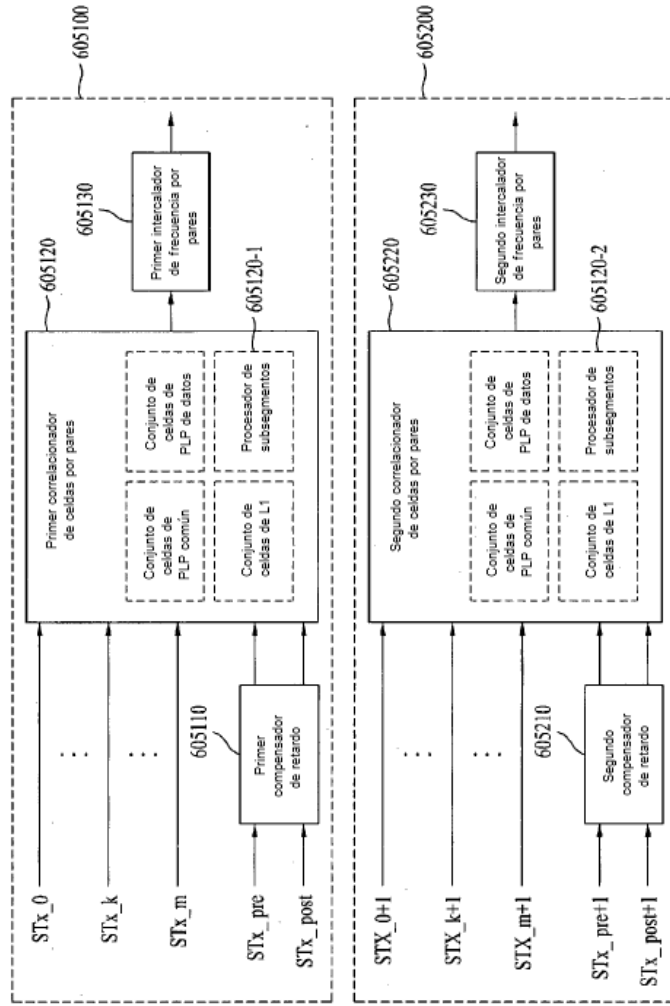 605100
605120
Primer correlacionador
de celdas por pares
605130
Primer intercalador
de frecuencia por
pares
Conjunto de
celdas de
PLP común
Conjunto de
celdas de
PLP de datos
Conjunto de
celdas de L1
Procesador de
subsegmentos
605120-1
605110
Primer
compensador
de retardo
STx_0
STx_k
STx_m
STx_pre
STx_post
605200
605220
Segundo correlacionador
de celdas por pares
605230
Segundo intercalador
de frecuencia por
pares
Conjunto de
celdas de
PLP común
Conjunto de
celdas de
PLP de datos
Conjunto de
celdas de L1
Procesador de
subsegmentos
605120-2
605210
Segundo
compensador
de retardo
STX_0+1
STX_k+1
STX_m+1
STx_pre+1
STx_post+1